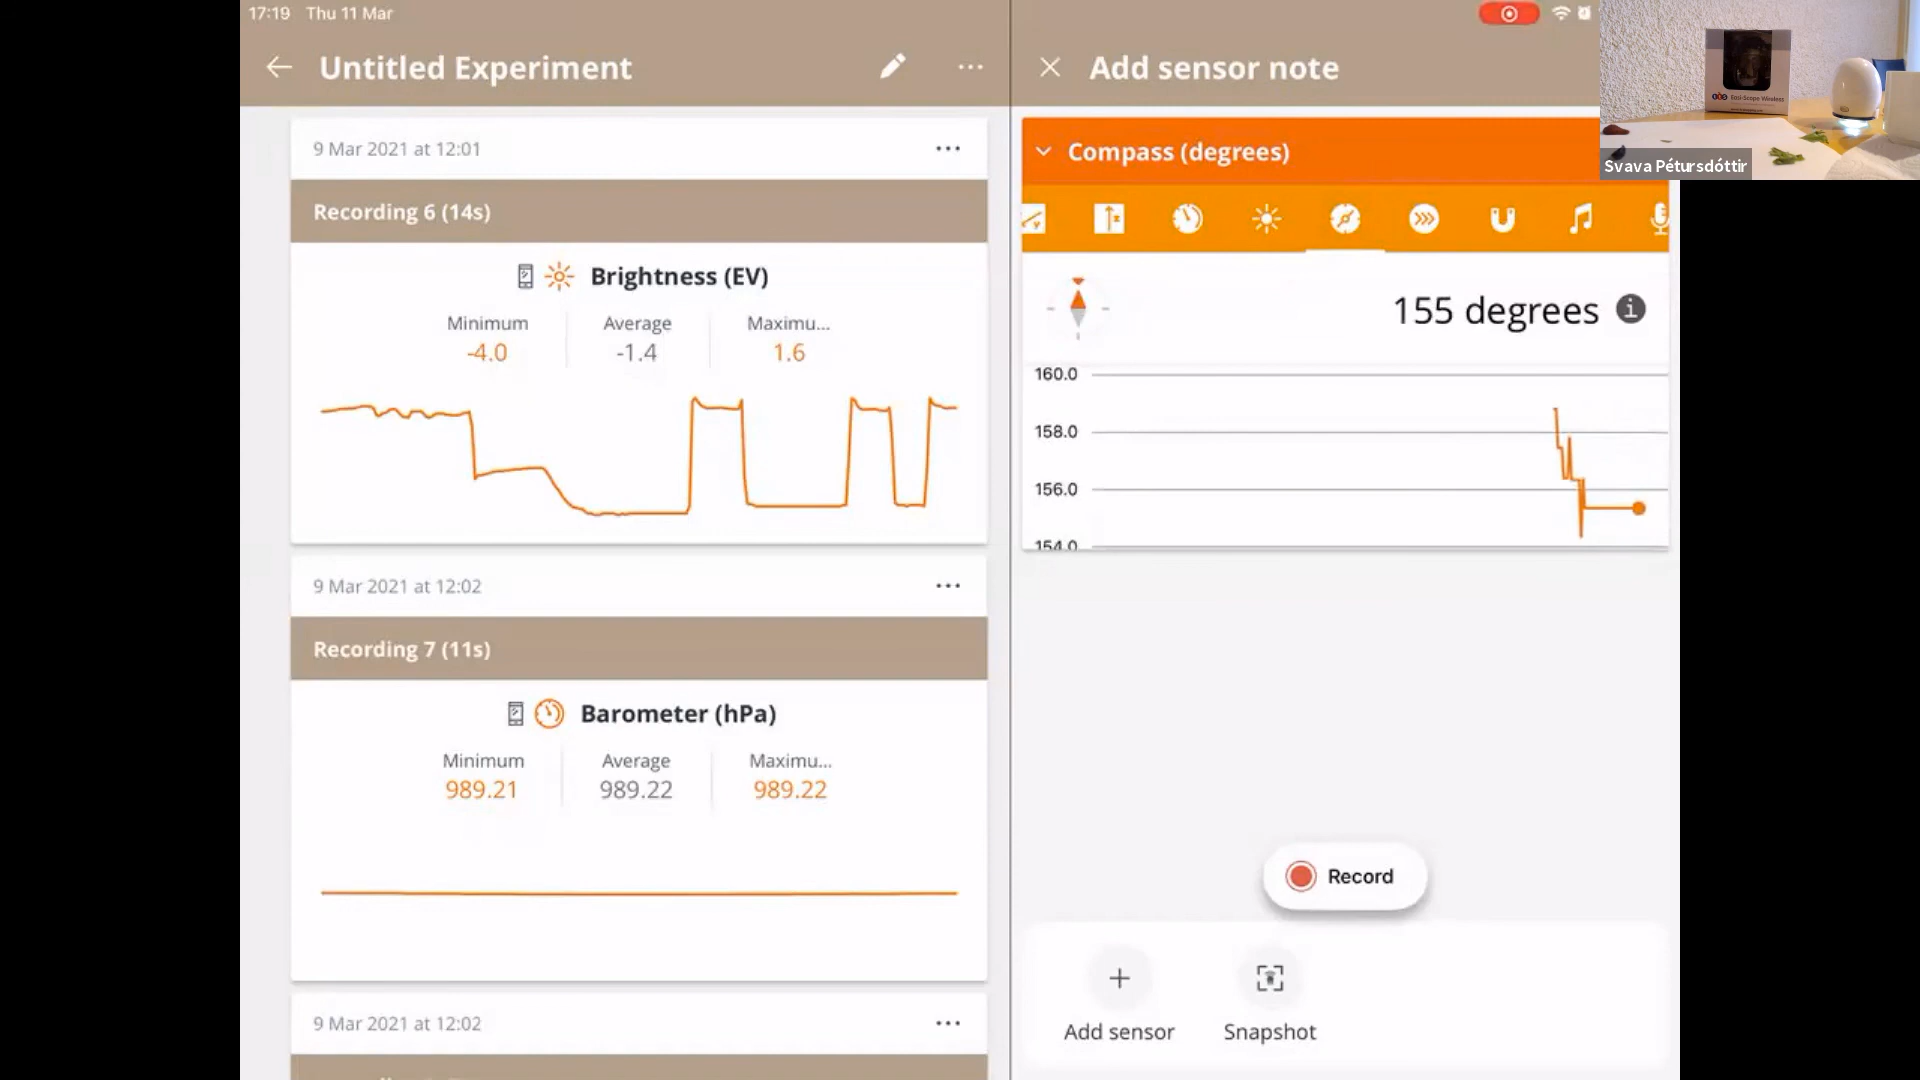 17:19 Thu 11 Mar
Untitled Experiment
9 Mar 2021 at 12:01
Recording 6 (14s)
Brightness (EV)
Minimum Average Maximu...
-4.0 -1.4 1.6
9 Mar 2021 at 12:02
Recording 7 (11s)
Barometer (hPa)
Minimum Average Maximu...
989.21 989.22 989.22
9 Mar 2021 at 12:02
Add sensor note
Compass (degrees)
155 degrees
160.0
158.0
156.0
154.0
Record
Add sensor Snapshot
Easi-Scope Wireless
Svava Pétursdóttir